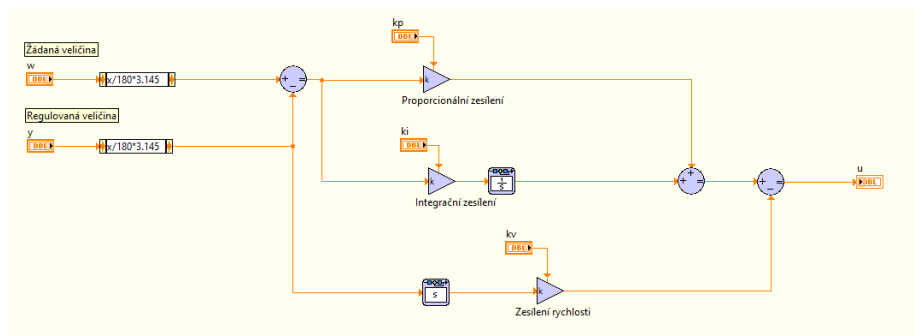 Žádaná veličina
w
DBL
x/180*3.145
kp
DBL
+
-
=
k
Proporcionální zesílení
Regulovaná veličina
y
DBL
x/180*3.145
ki
DBL
k
1
s
Integrační zesílení
+
+
=
+
-
=
u
DBL
kv
DBL
s
k
Zesílení rychlosti